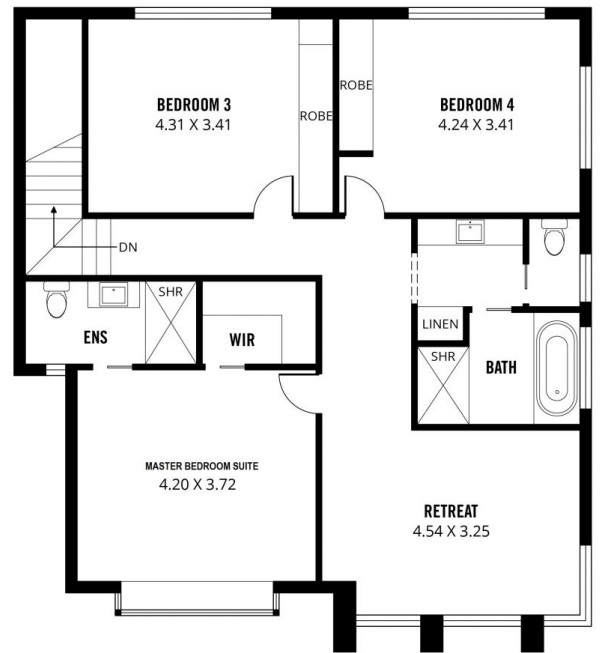 BEDROOM 3
4.31 X 3.41
ROBE
ROBE
BEDROOM 4
4.24 X 3.41
DN
SHR
ENS
WIR
LINEN
SHR
BATH
MASTER BEDROOM SUITE
4.20 X 3.72
RETREAT
4.54 X 3.25